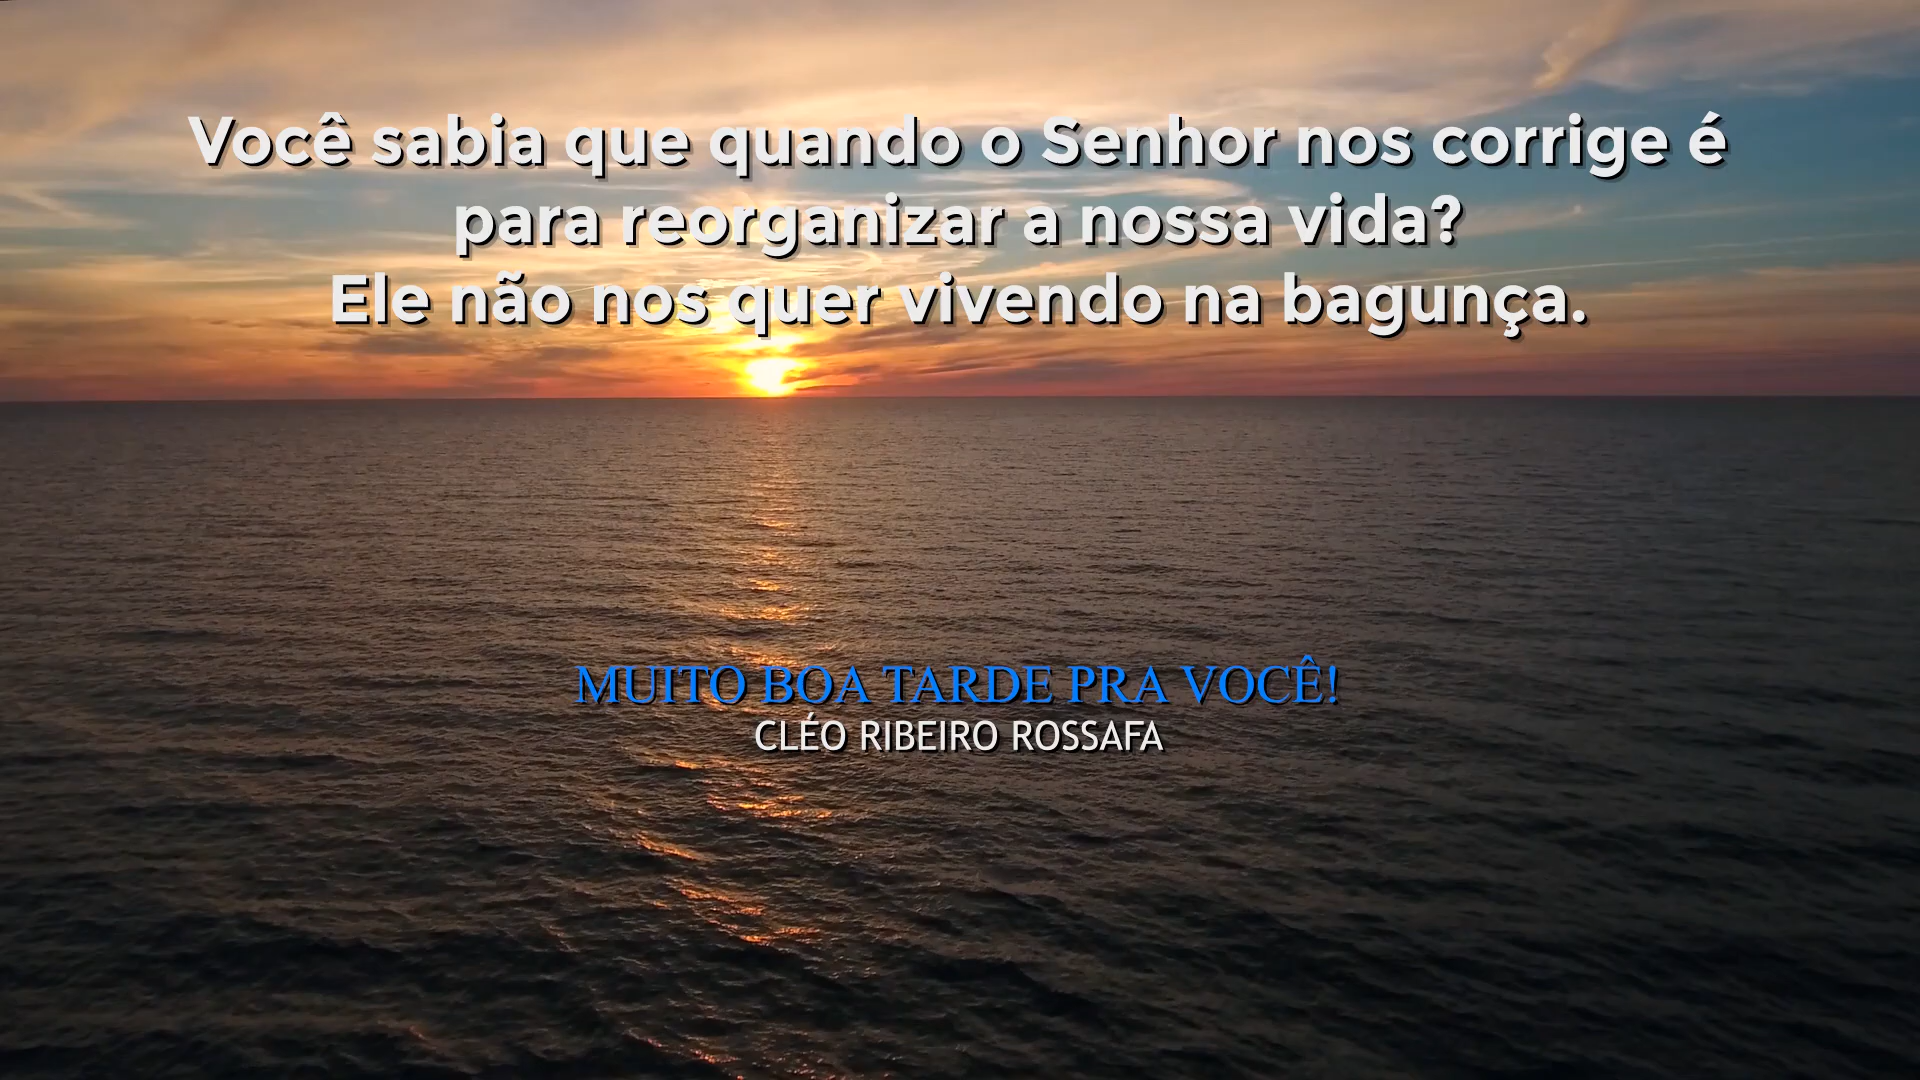 Você sabia que quando o Senhor nos corrige é
para reorganizar a nossa vida?
Ele não nos quer vivendo na bagunça.
MUITO BOA TARDE PRA VOCÊ!
CLÉO RIBEIRO ROSSAFA